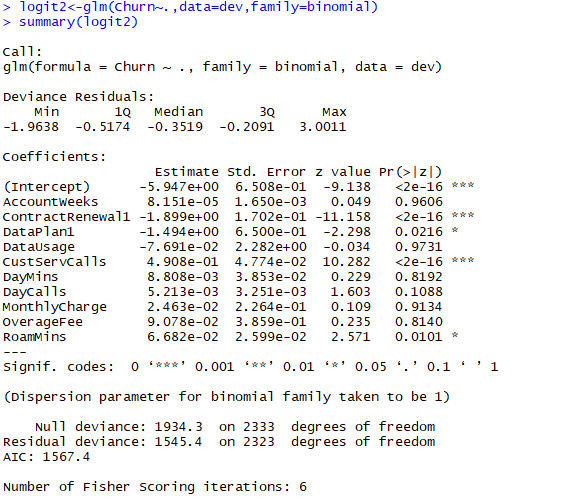 > logit2<-glm(Churn~.,data=dev,family=binomial)
> summary(logit2)
Call:
glm(formula = Churn ~ ., family = binomial, data = dev)
Deviance Residuals:
Min 1Q Median 3Q Max
-1.9638 -0.5174 -0.3519 -0.2091 3.0011
Coefficients:
Estimate Std. Error z value Pr(>|z|)
(Intercept) -5.947e+00 6.508e-01 -9.138 <2e-16 ***
AccountWeeks 8.151e-05 1.650e-03 0.049 0.9606
ContractRenewal1 -1.899e+00 1.702e-01 -11.158 <2e-16 ***
DataPlan1 -1.494e+00 6.500e-01 -2.298 0.0216 *
DataUsage -7.691e-02 2.282e+00 -0.034 0.9731
CustServCalls 4.908e-01 4.774e-02 10.282 <2e-16 ***
DayMins 8.808e-03 3.853e-02 0.229 0.8192
DayCalls 5.213e-03 3.251e-03 1.603 0.1088
MonthlyCharge 2.463e-02 2.264e-01 0.109 0.9134
OverageFee 9.078e-02 3.859e-01 0.235 0.8140
RoamMins 6.682e-02 2.599e-02 2.571 0.0101 *
---
Signif. codes: 0 ‘***’ 0.001 ‘**’ 0.01 ‘*’ 0.05 ‘.’ 0.1 ‘ ’ 1
(Dispersion parameter for binomial family taken to be 1)
Null deviance: 1934.3 on 2333 degrees of freedom
Residual deviance: 1545.4 on 2323 degrees of freedom
AIC: 1567.4
Number of Fisher Scoring iterations: 6